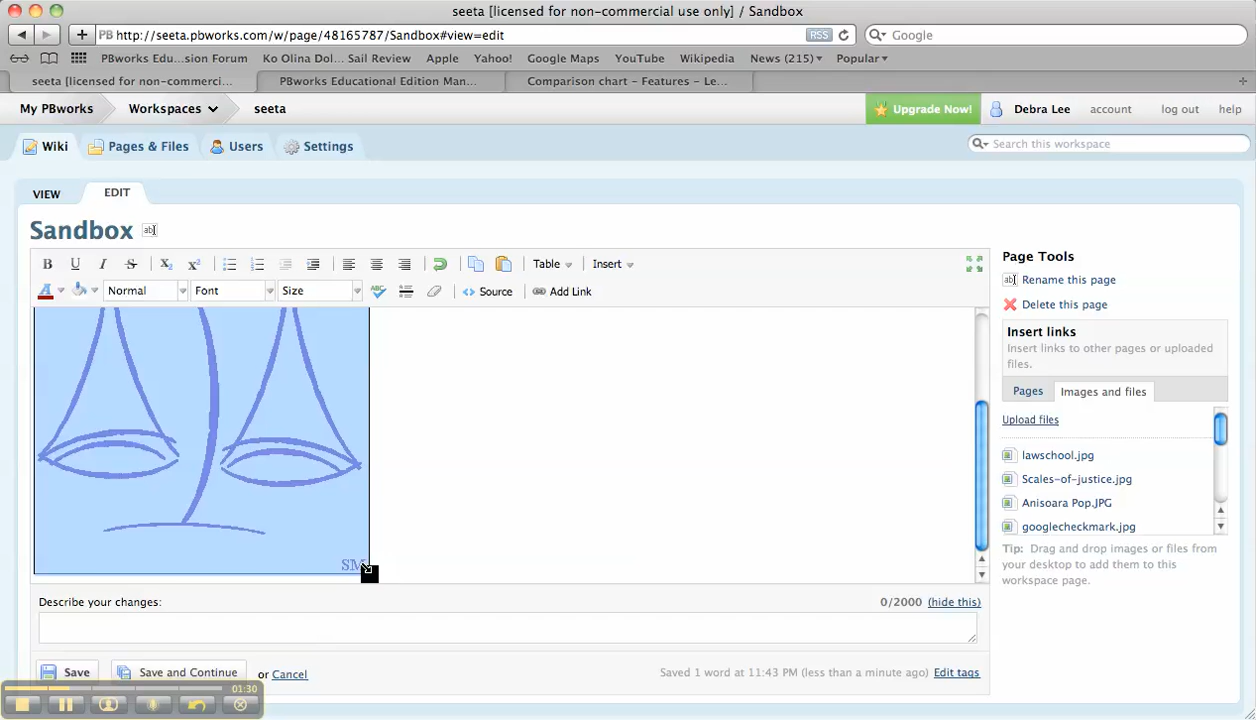 seeta [licensed for non-commercial use only] / Sandbox
PB http://seeta.pbworks.com/w/page/48165787/Sandbox#view=edit RSS Google
PBworks Edu...sion Forum Ko Olina Dol... Sail Review Apple Yahoo! Google Maps YouTube Wikipedia News (215) Popular
seeta [licensed for non-commerci... PBworks Educational Edition Man... Comparison chart – Features – Le...
My PBworks Workspaces seeta Upgrade Now! Debra Lee account log out help
Wiki Pages & Files Users Settings Search this workspace
VIEW EDIT
Sandbox ab
B U I S X2 X2 Table Insert
A Normal Font Size Source Add Link
SM
Page Tools
ab Rename this page
Delete this page
Insert links
Insert links to other pages or uploaded
files.
Pages Images and files
Upload files
lawschool.jpg
Scales-of-justice.jpg
Anisoara Pop.JPG
googlecheckmark.jpg
Tip: Drag and drop images or files from
your desktop to add them to this
workspace page.
Describe your changes: 0/2000 (hide this)
Save Save and Continue or Cancel Saved 1 word at 11:43 PM (less than a minute ago) Edit tags
01:30